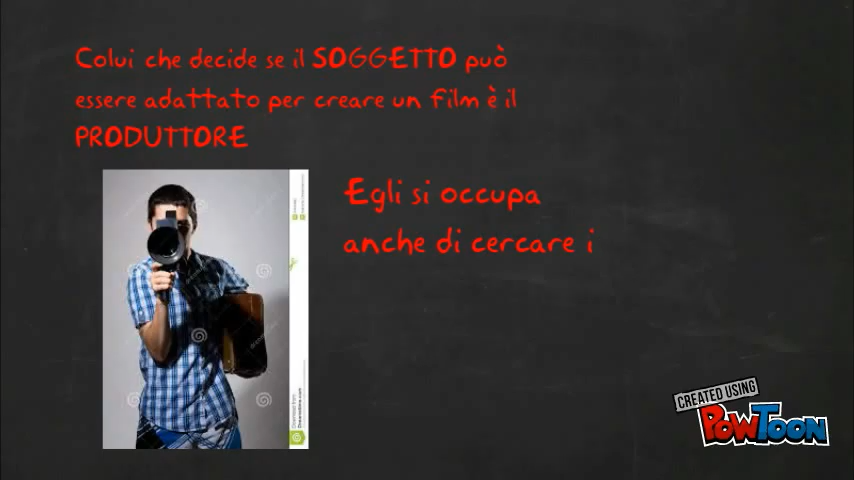 Colui che decide se il SOGGETTO può
essere adattato per creare un film è il
PRODUTTORE
Egli si occupa
anche di cercare i
CREATED USING
POWTOON